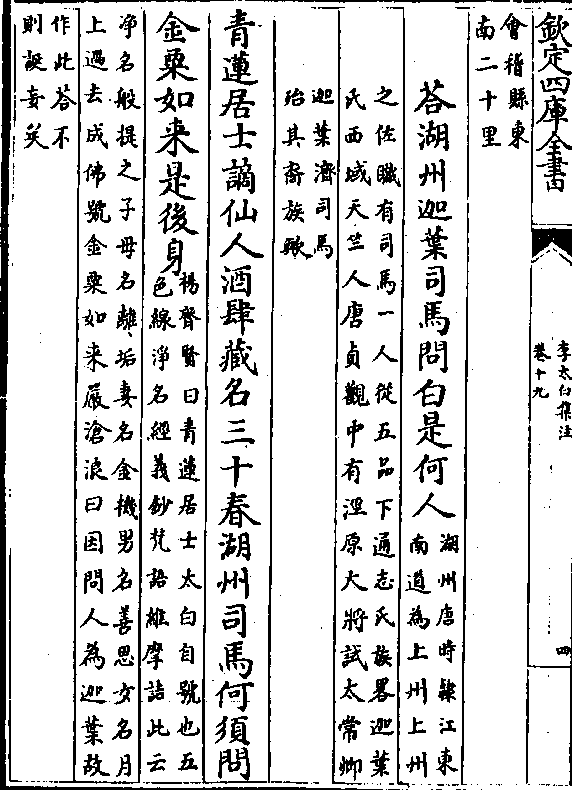 欽定四庫全書
李太白集注
卷十九
四
會稽縣東
南二十里
荅湖州迦葉司馬問白是何人
湖州唐時隸江東
南道為上州上州
之佐職有司馬一人從五品下通志氏族畧迦葉
氏西域天竺人唐貞觀中有涇原大將試太常卿
迦葉濟司馬
殆其裔族歟
青蓮居士謫仙人酒肆藏名三十春湖州司馬何須問
金粟如来是後身
楊齊賢曰青蓮居士太白自號也五
色線淨名經義鈔梵語維摩詰此云
浄名般提之子母名離垢妻名金機男名善思女名月
上過去成佛號金粟如来嚴滄浪曰因問人為迦葉故
作此荅不
則誕妄矣